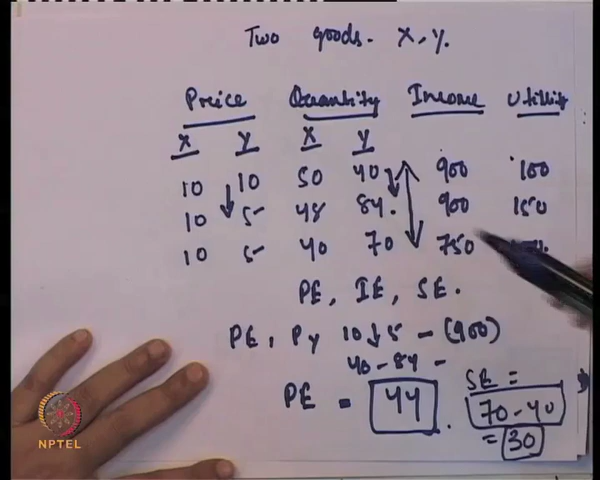 Two goods- X, Y.
Price Quantity Income Utility
X Y X Y
10 10 50 40 900 100
10 5 48 84. 900 150
10 5 40 70 750
PE, IE, SE.
PE, Py 10↓5 - (900)
40-84 -
PE = 44. SE = 70-40
= 30
NPTEL